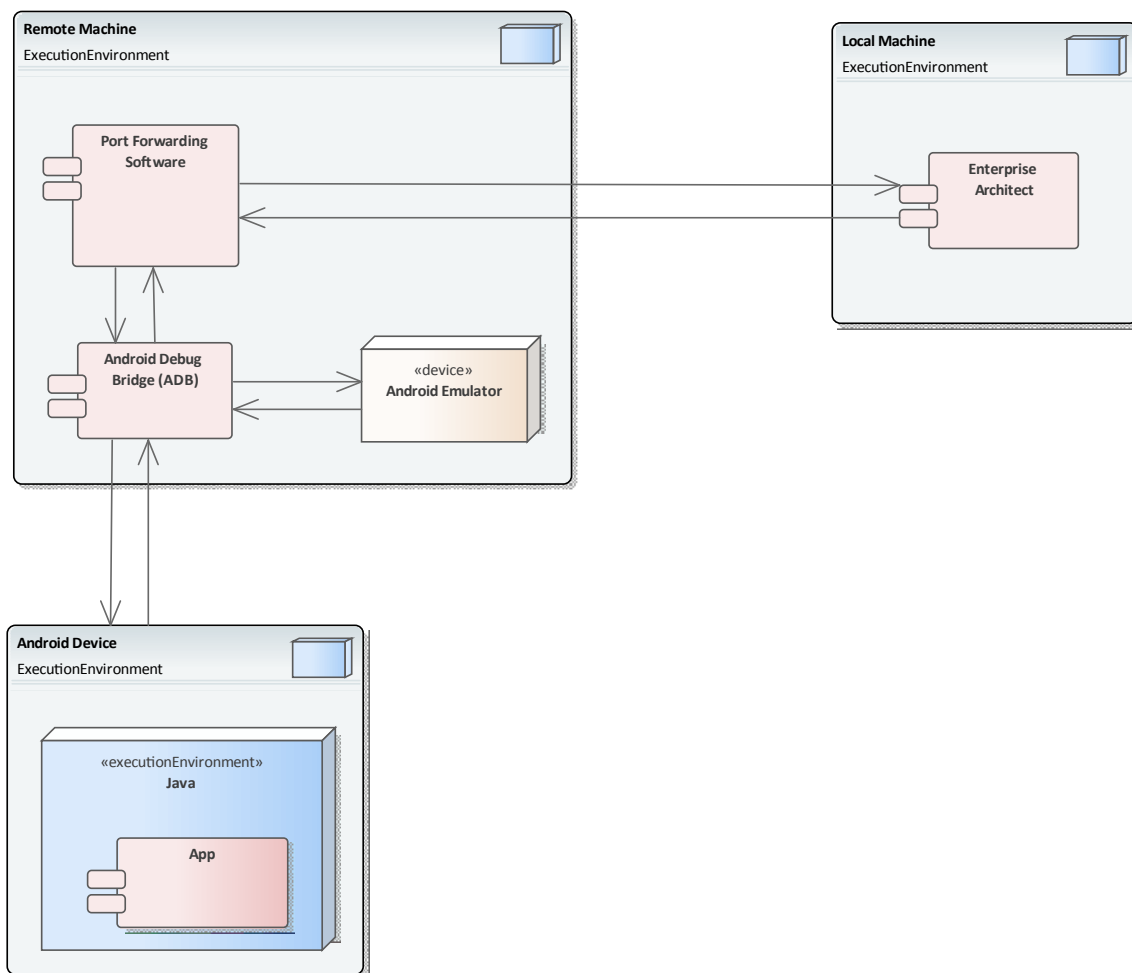 Remote Machine
ExecutionEnvironment
Port Forwarding
Software
Android Debug
Bridge (ADB)
«device»
Android Emulator
Local Machine
ExecutionEnvironment
Enterprise
Architect
Android Device
ExecutionEnvironment
«executionEnvironment»
Java
App